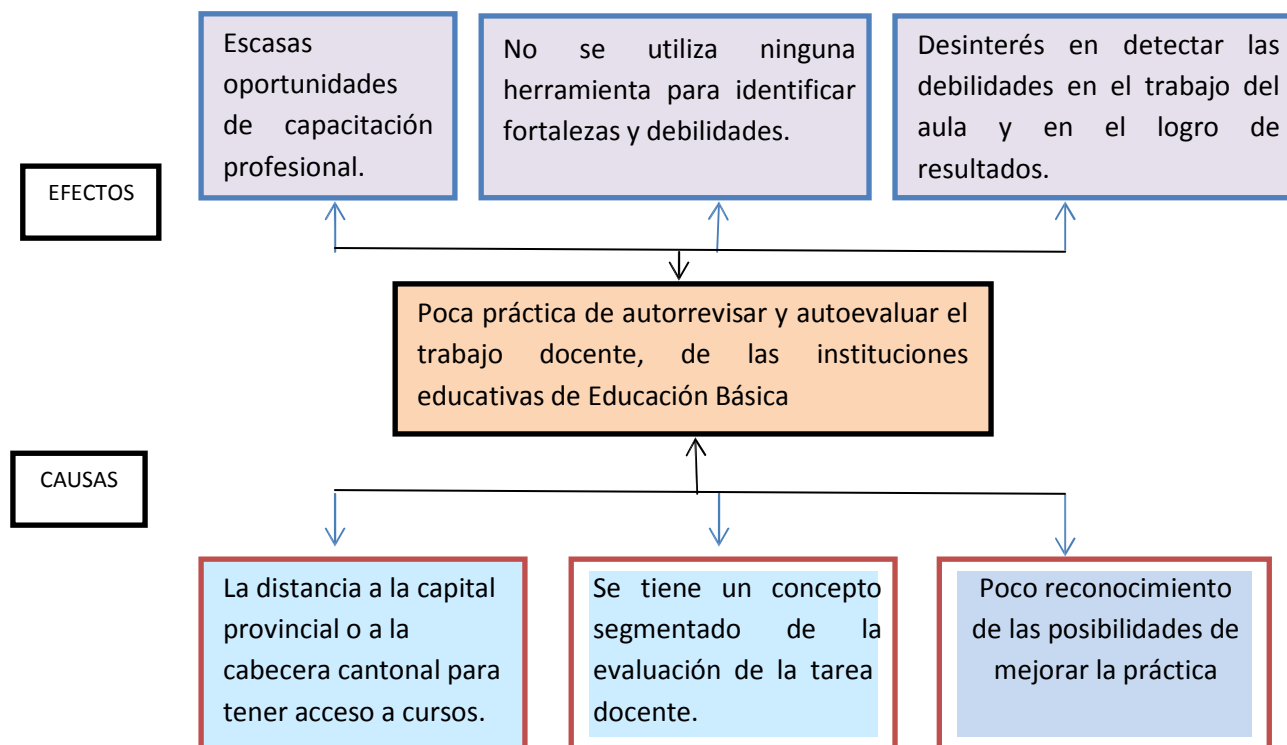 Escasas
oportunidades
de capacitación
profesional.
No se utiliza ninguna
herramienta para identificar
fortalezas y debilidades.
Desinterés en detectar las
debilidades en el trabajo del
aula y en el logro de
resultados.
EFECTOS
Poca práctica de autorrevisar y autoevaluar el
trabajo docente, de las instituciones
educativas de Educación Básica
CAUSAS
La distancia a la capital
provincial o a la
cabecera cantonal para
tener acceso a cursos.
Se tiene un concepto
segmentado de la
evaluación de la tarea
docente.
Poco reconocimiento
de las posibilidades de
mejorar la práctica